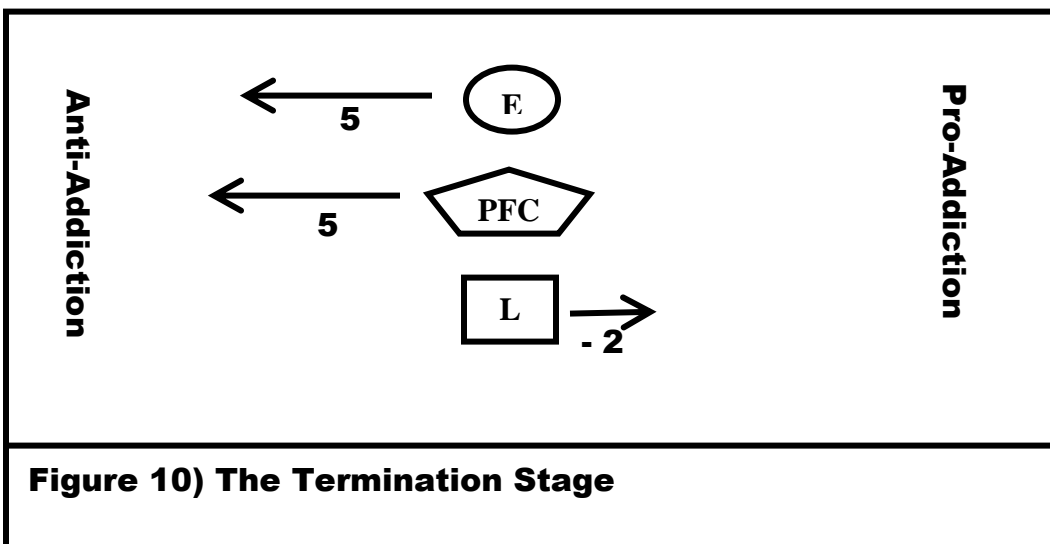 E
5
PFC
5
L
- 2
Anti-Addiction
Pro-Addiction
Figure 10) The Termination Stage